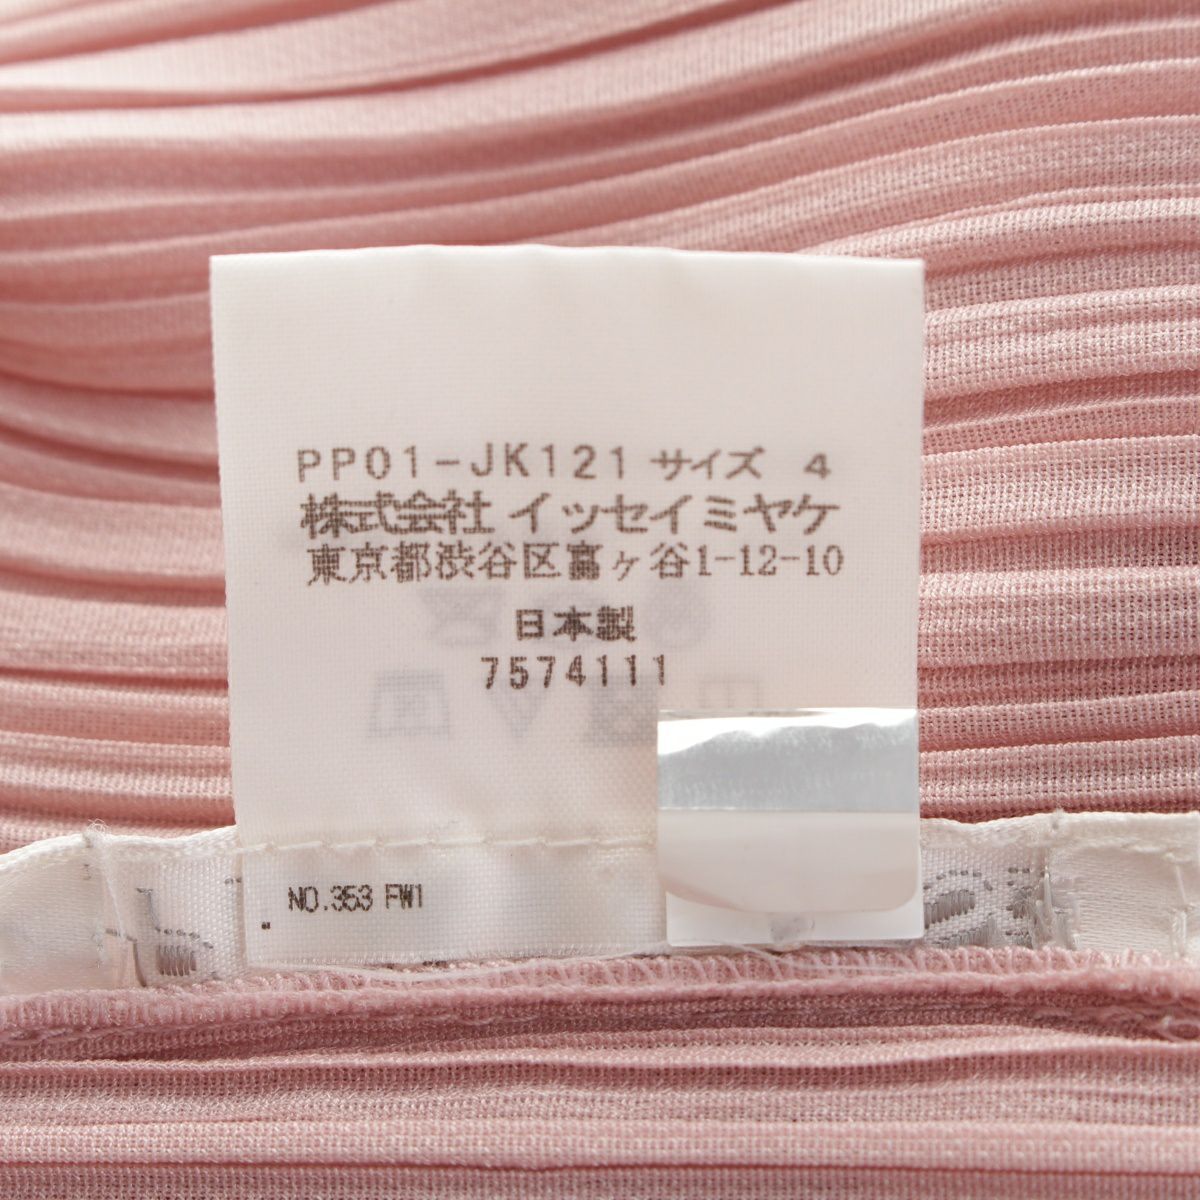 PP01-JK121 サイズ 4
株式会社 イッセイミヤケ
東京都渋谷区富ヶ谷1-12-10
日本製
7574111
NO.353 FW1